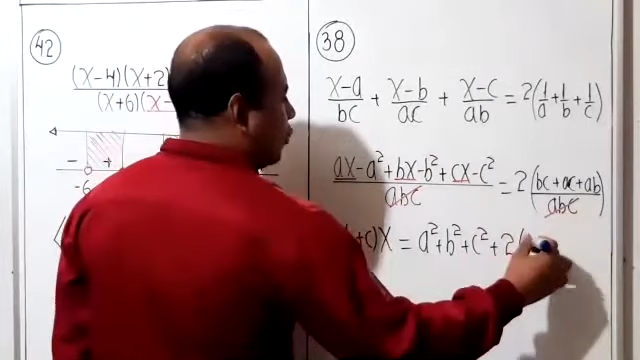 42
(x-4)(x+2)
(x+6)(x-
- +
-6
38
x-a/bc + x-b/ac + x-c/ab = 2(1/a + 1/b + 1/c)
ax-a²+bx-b²+cx-c²/abc = 2(bc+ac+ab/abc)
+c)x = a²+b²+c²+2(